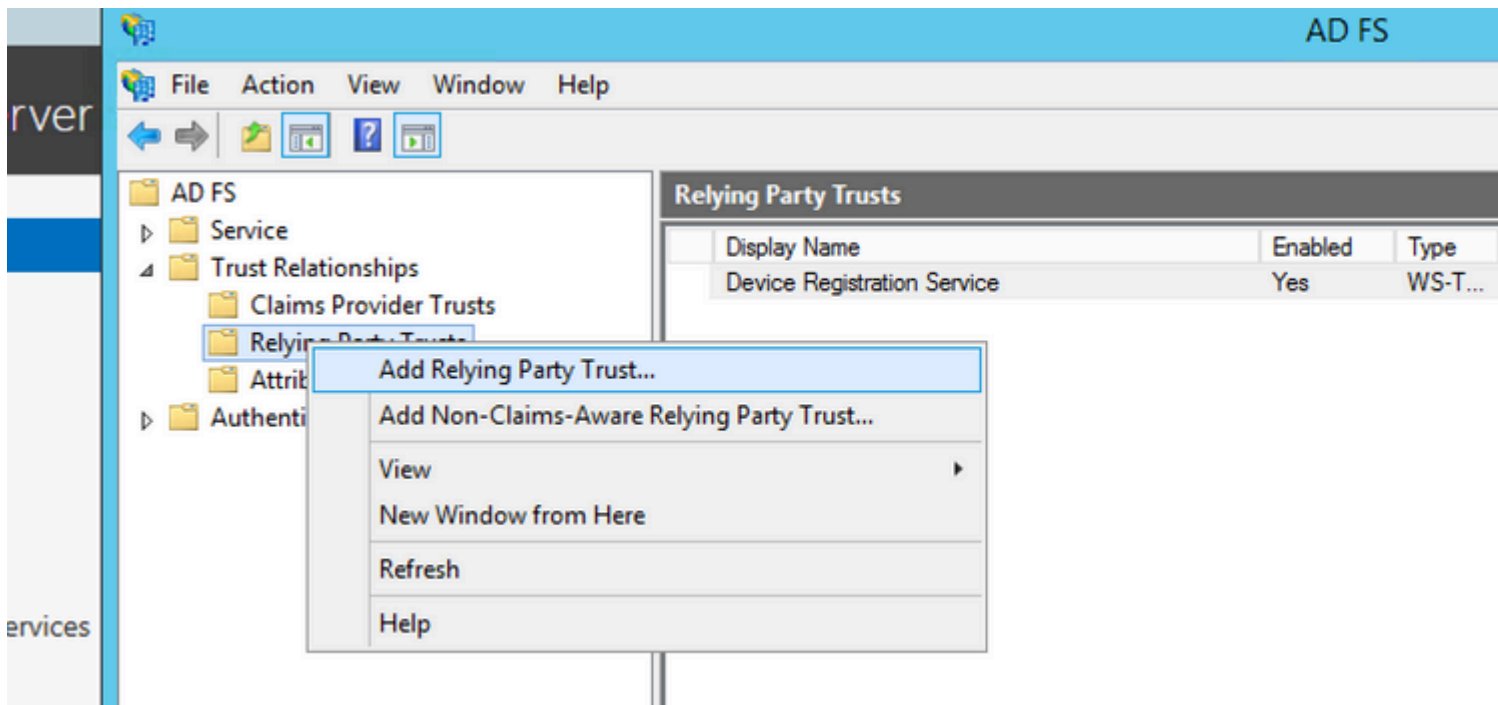 AD FS
File Action View Window Help
rver
AD FS
Service
Trust Relationships
Claims Provider Trusts
Relying Party Trusts
Attrib
Authenti
Add Relying Party Trust...
Add Non-Claims-Aware Relying Party Trust...
View
New Window from Here
Refresh
Help
Relying Party Trusts
Display Name Enabled Type
Device Registration Service Yes WS-T...
ervices